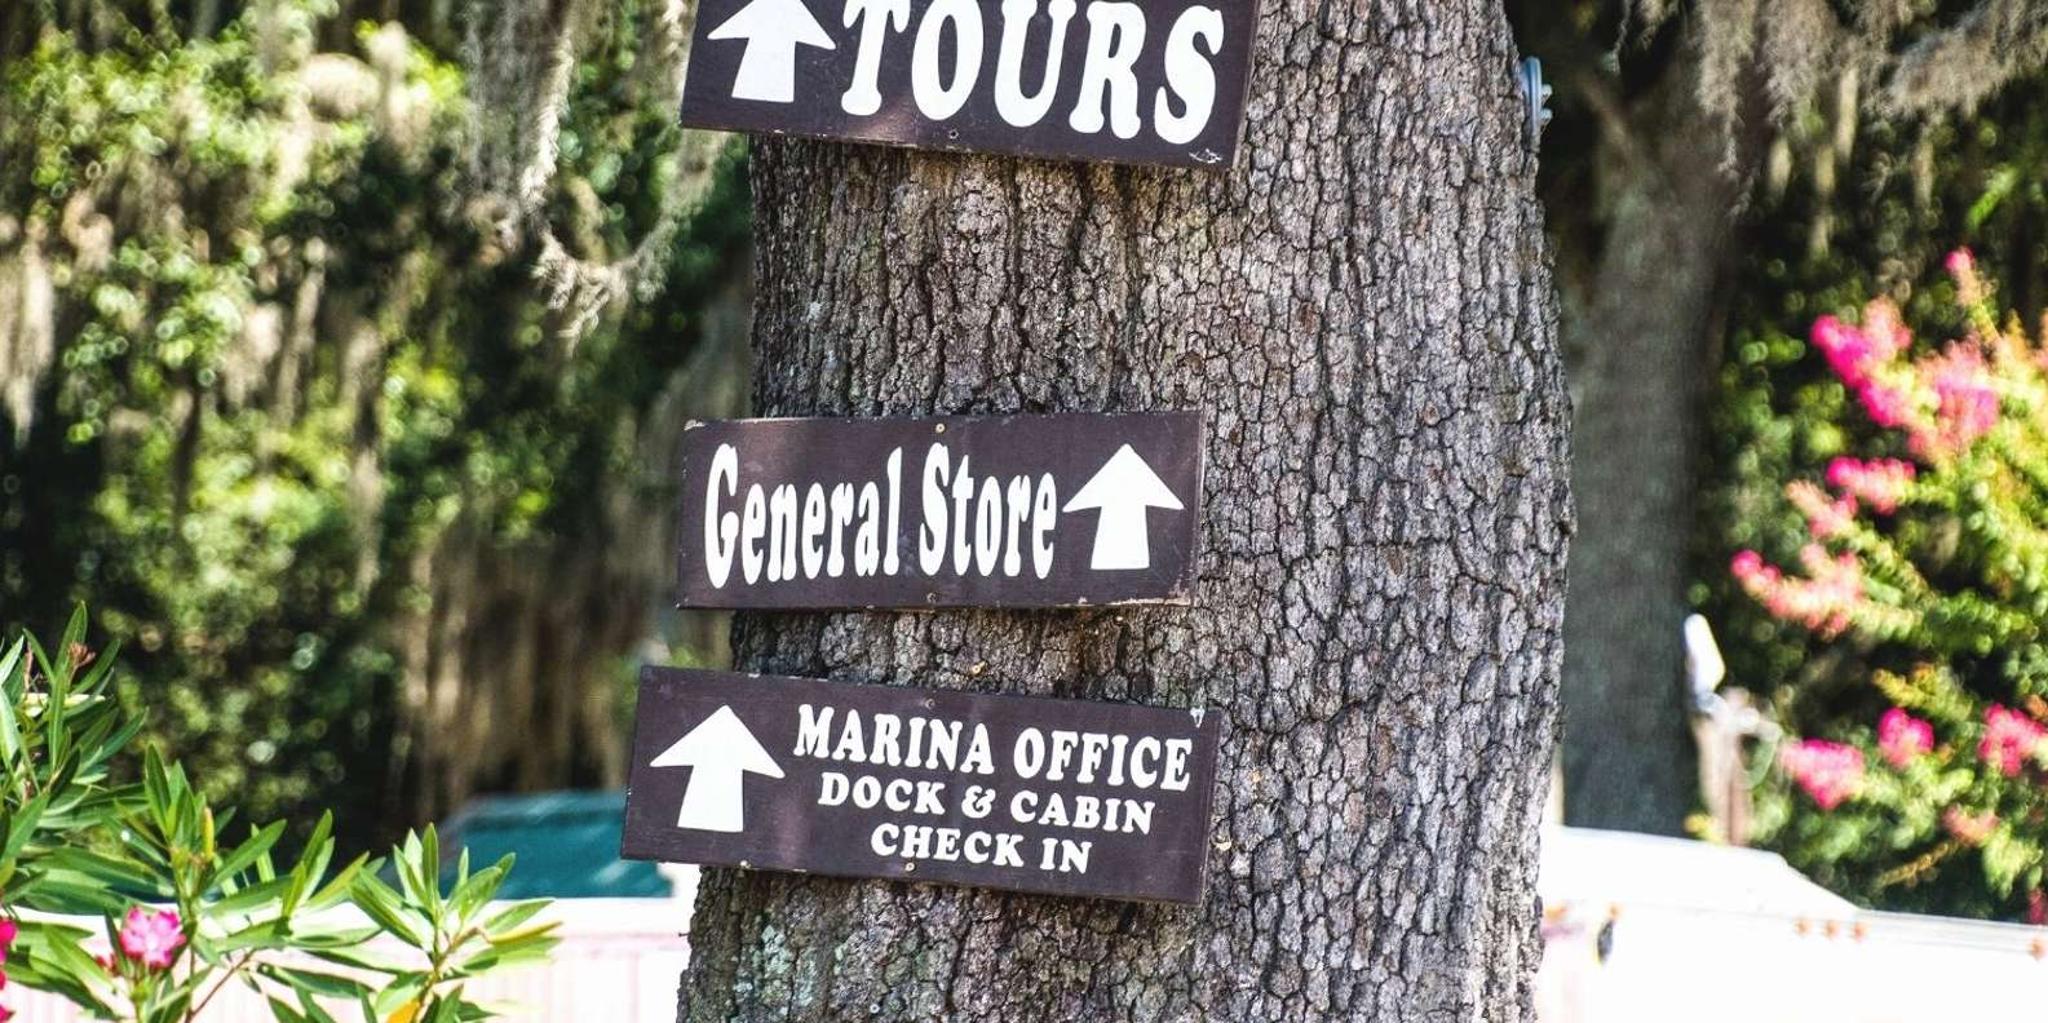 TOURS
General Store
MARINA OFFICE
DOCK & CABIN
CHECK IN